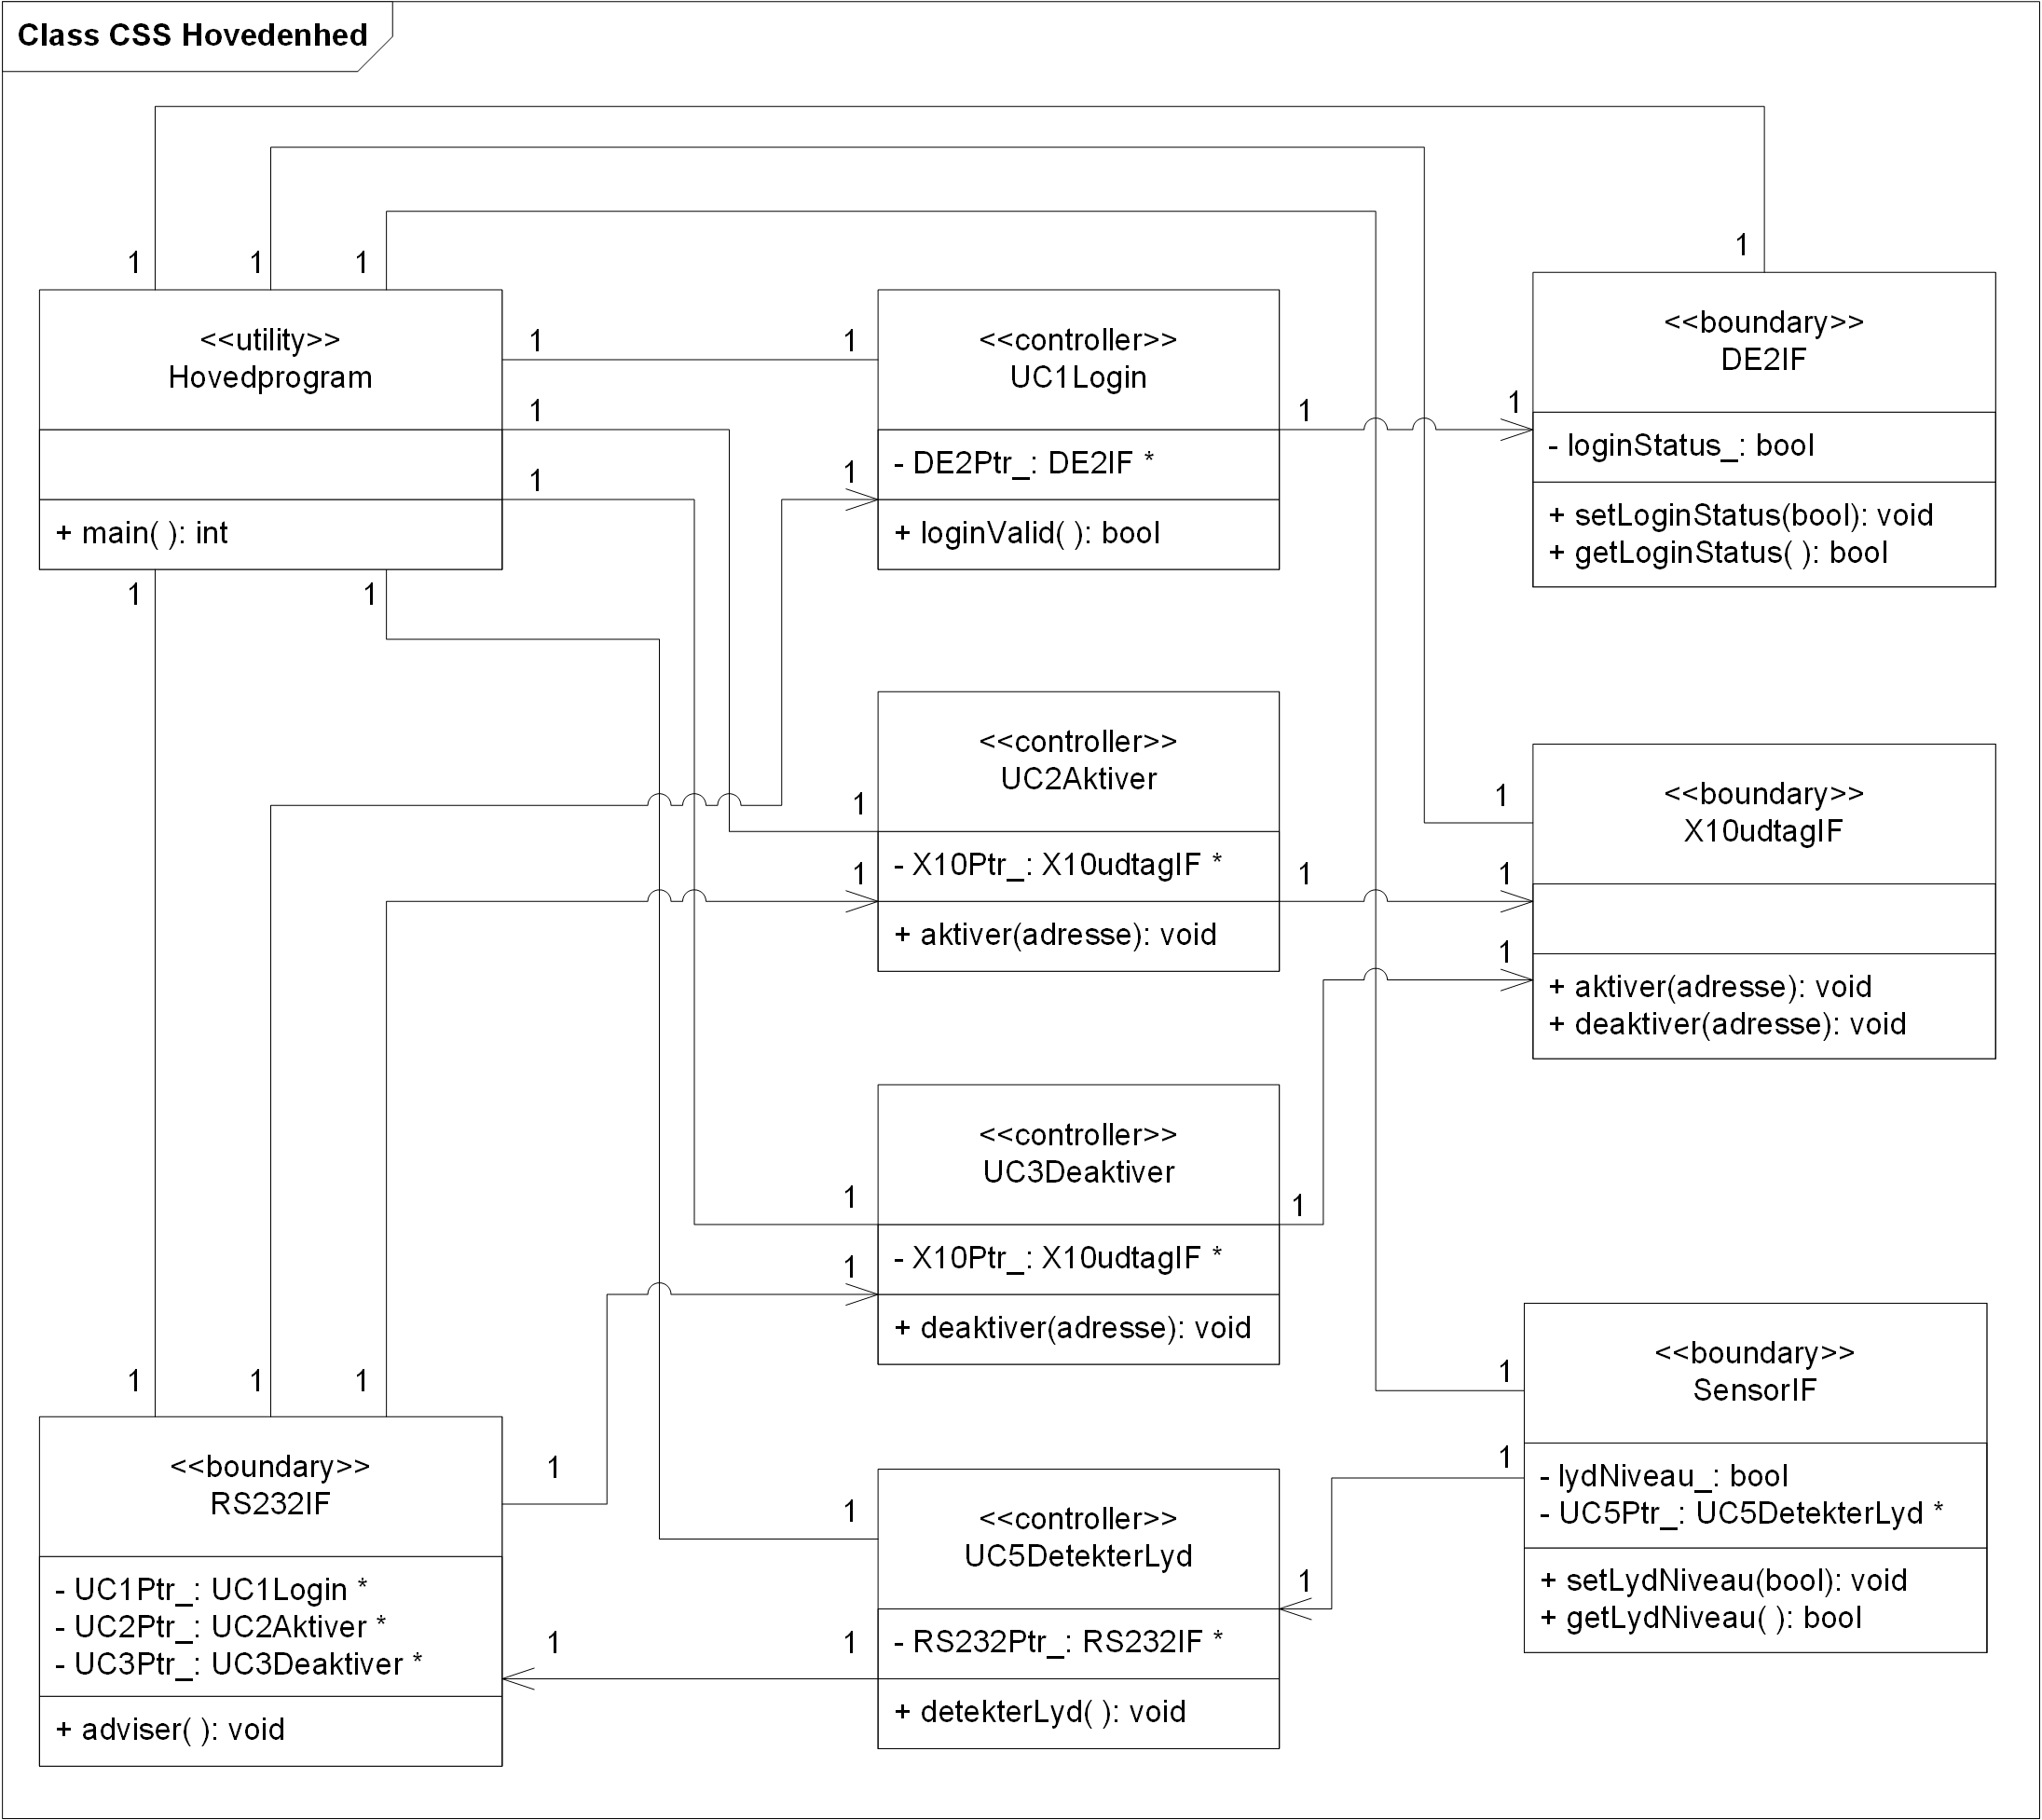 Class CSS Hovedenhed
1
1
1
1
<<utility>>
Hovedprogram
+ main( ): int
1
1
1
1
1
1
<<controller>>
UC1Login
- DE2Ptr_: DE2IF *
+ loginValid( ): bool
1
1
1
<<boundary>>
DE2IF
- loginStatus_: bool
+ setLoginStatus(bool): void
+ getLoginStatus( ): bool
1
1
<<controller>>
UC2Aktiver
- X10Ptr_: X10udtagIF *
+ aktiver(adresse): void
1
1
1
1
<<boundary>>
X10udtagIF
+ aktiver(adresse): void
+ deaktiver(adresse): void
1
1
<<controller>>
UC3Deaktiver
- X10Ptr_: X10udtagIF *
+ deaktiver(adresse): void
1
1
1
<<boundary>>
SensorIF
- lydNiveau_: bool
- UC5Ptr_: UC5DetekterLyd *
+ setLydNiveau(bool): void
+ getLydNiveau( ): bool
1
1
1
<<boundary>>
RS232IF
- UC1Ptr_: UC1Login *
- UC2Ptr_: UC2Aktiver *
- UC3Ptr_: UC3Deaktiver *
+ adviser( ): void
1
1
1
1
<<controller>>
UC5DetekterLyd
- RS232Ptr_: RS232IF *
+ detekterLyd( ): void
1